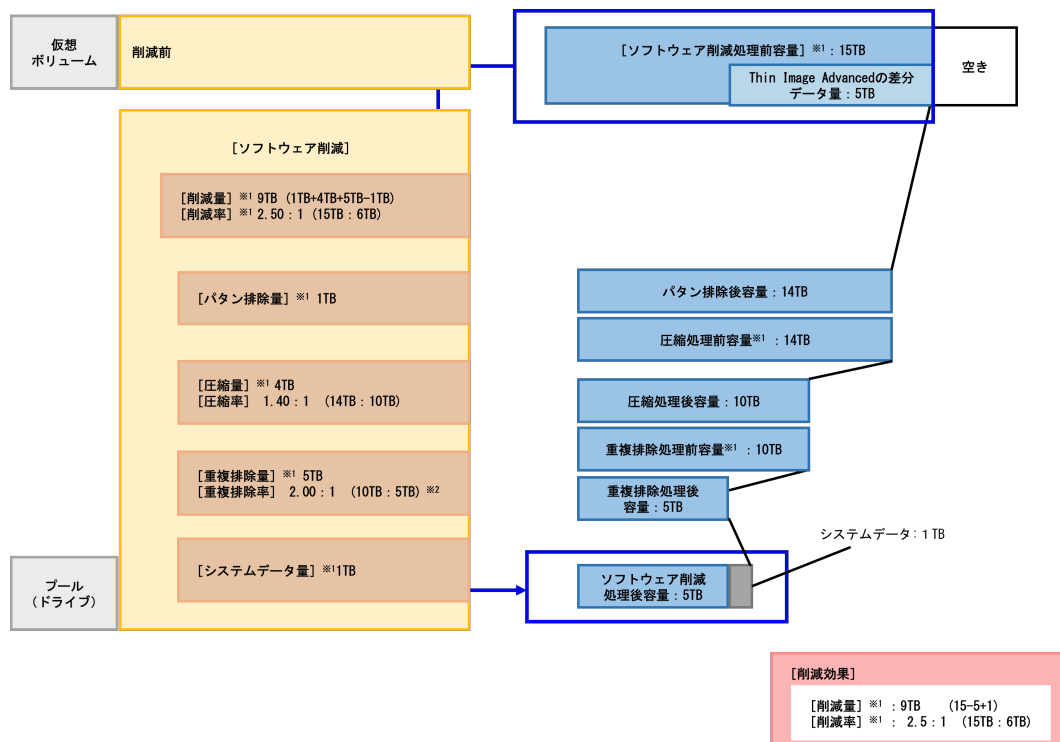 仮想
ボリューム
削減前
[ソフトウェア削減処理前容量] ※1：15TB
Thin Image Advancedの差分
データ量：5TB
空き
[ソフトウェア削減]
[削減量] ※1 9TB (1TB+4TB+5TB−1TB)
[削減率] ※1 2.50：1 (15TB：6TB)
[パタン排除量] ※1 1TB
パタン排除後容量：14TB
圧縮処理前容量※1 ：14TB
[圧縮量] ※1 4TB
[圧縮率] 1.40：1 (14TB：10TB)
圧縮処理後容量：10TB
重複排除処理前容量※1 ：10TB
[重複排除量] ※1 5TB
[重複排除率] 2.00：1 (10TB：5TB) ※2
重複排除処理後
容量：5TB
システムデータ：１TB
[システムデータ量] ※11TB
プール
（ドライブ）
ソフトウェア削減
処理後容量：5TB
[削減効果]
[削減量] ※1 ：9TB (15−5+1)
[削減率] ※1 ： 2.5：1 (15TB：6TB)